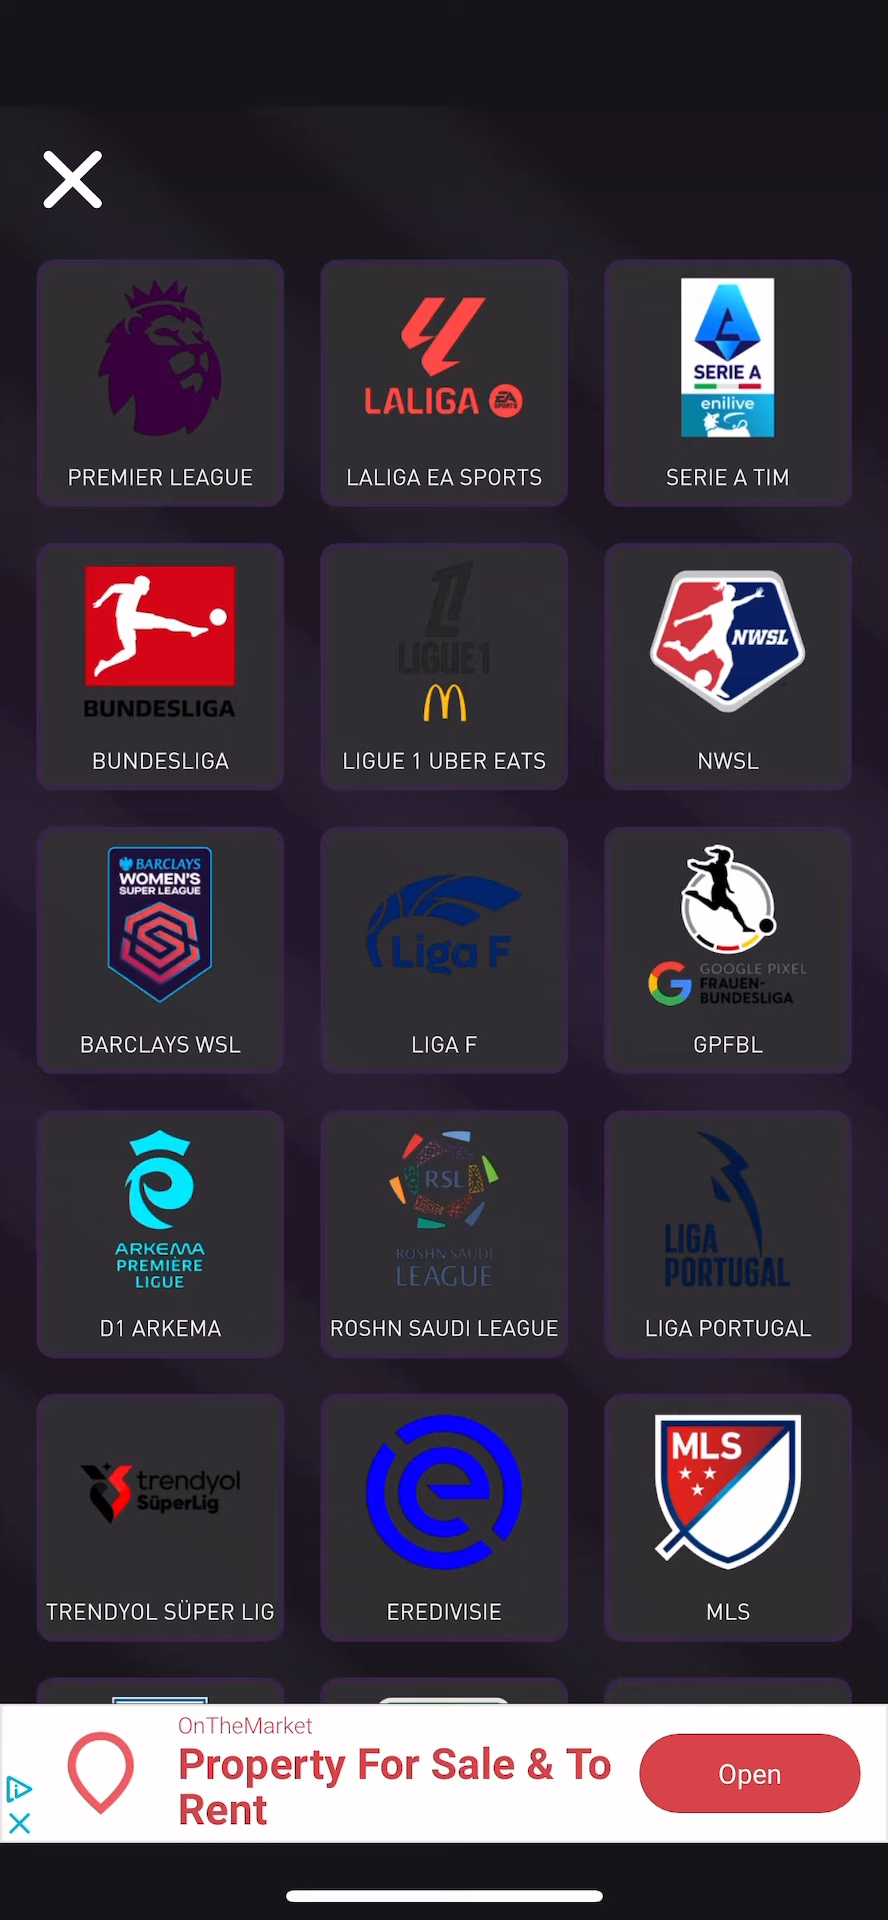 LALIGA EA SPORTS
SERIE A
enilive
PREMIER LEAGUE
LALIGA EA SPORTS
SERIE A TIM
BUNDESLIGA
LIGUE1
NWSL
BUNDESLIGA
LIGUE 1 UBER EATS
NWSL
BARCLAYS
WOMEN'S
SUPER LEAGUE
Liga F
GOOGLE PIXEL
FRAUEN-
BUNDESLIGA
BARCLAYS WSL
LIGA F
GPFBL
ARKEMA
PREMIÈRE
LIGUE
RSL
ROSHN SAUDI
LEAGUE
LIGA
PORTUGAL
D1 ARKEMA
ROSHN SAUDI LEAGUE
LIGA PORTUGAL
trendyol
SüperLig
e
MLS
TRENDYOL SÜPER LIG
EREDIVISIE
MLS
OnTheMarket
Property For Sale & To
Rent
Open